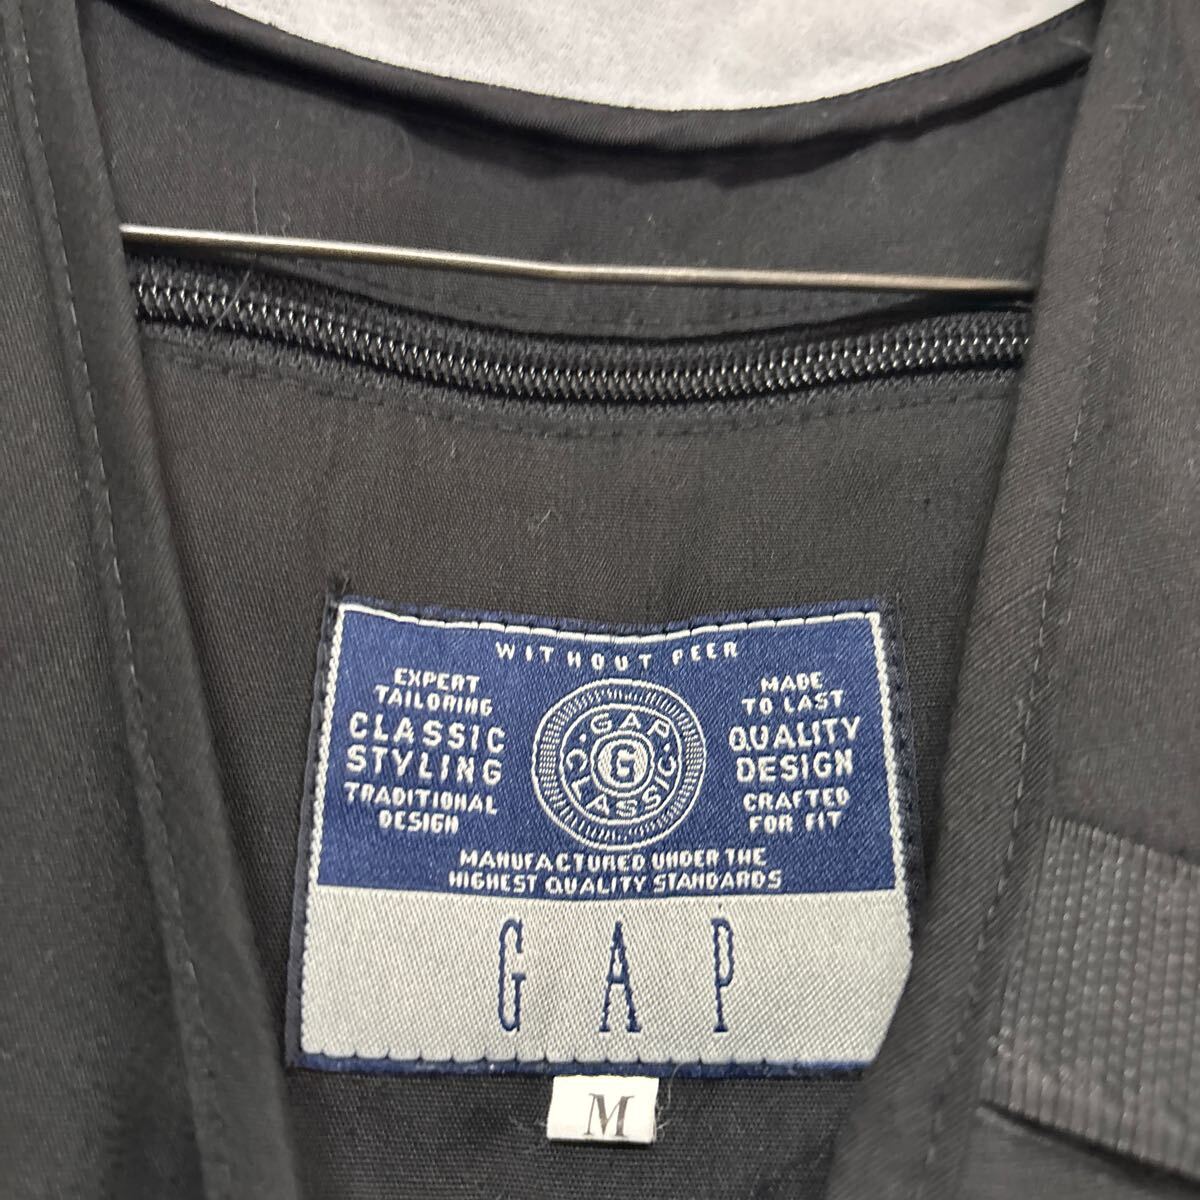 WITHOUT PEER
EXPERT
TAILORING
CLASSIC
STYLING
TRADITIONAL
DESIGN
GAP
G
CLASSIC
MADE
TO LAST
QUALITY
DESIGN
CRAFTED
FOR FIT
MANUFACTURED UNDER THE
HIGHEST QUALITY STANDARDS
GAP
M